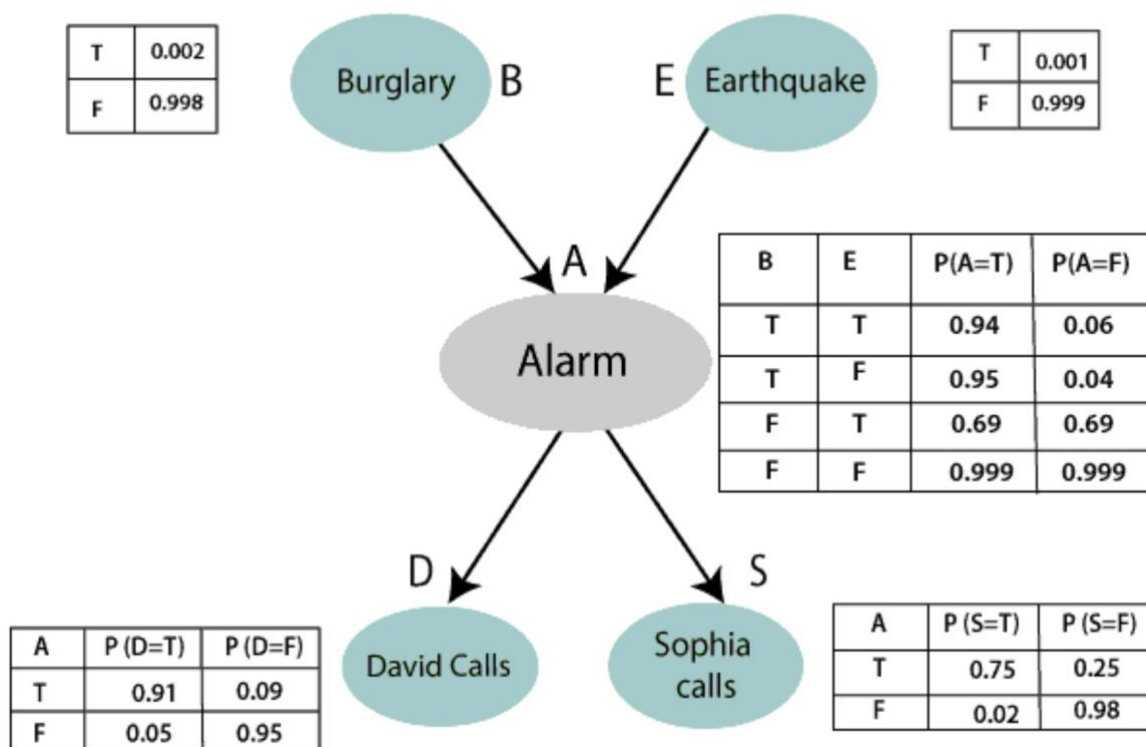 T 0.002
F 0.998
Burglary B
E Earthquake
T 0.001
F 0.999
A
Alarm
B E P(A=T) P(A=F)
T T 0.94 0.06
T F 0.95 0.04
F T 0.69 0.69
F F 0.999 0.999
D
S
A P (D=T) P (D=F)
T 0.91 0.09
F 0.05 0.95
David Calls
Sophia
calls
A P (S=T) P (S=F)
T 0.75 0.25
F 0.02 0.98